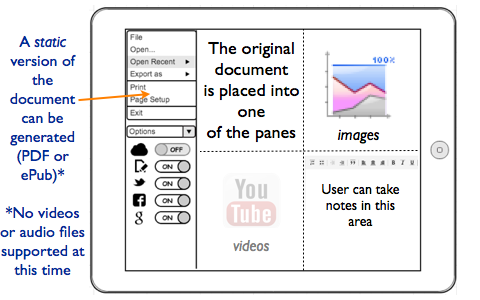 A static
version of
the
document
can be
generated
(PDF or
ePub)*
*No videos
or audio files
supported at
this time
File
Open...
Open Recent
Export as
Print
Page Setup
Exit
Options
OFF
ON
ON
ON
g ON
The original
document
is placed into
one
of the panes
100%
images
You
Tube
videos
B I U
User can take
notes in this
area